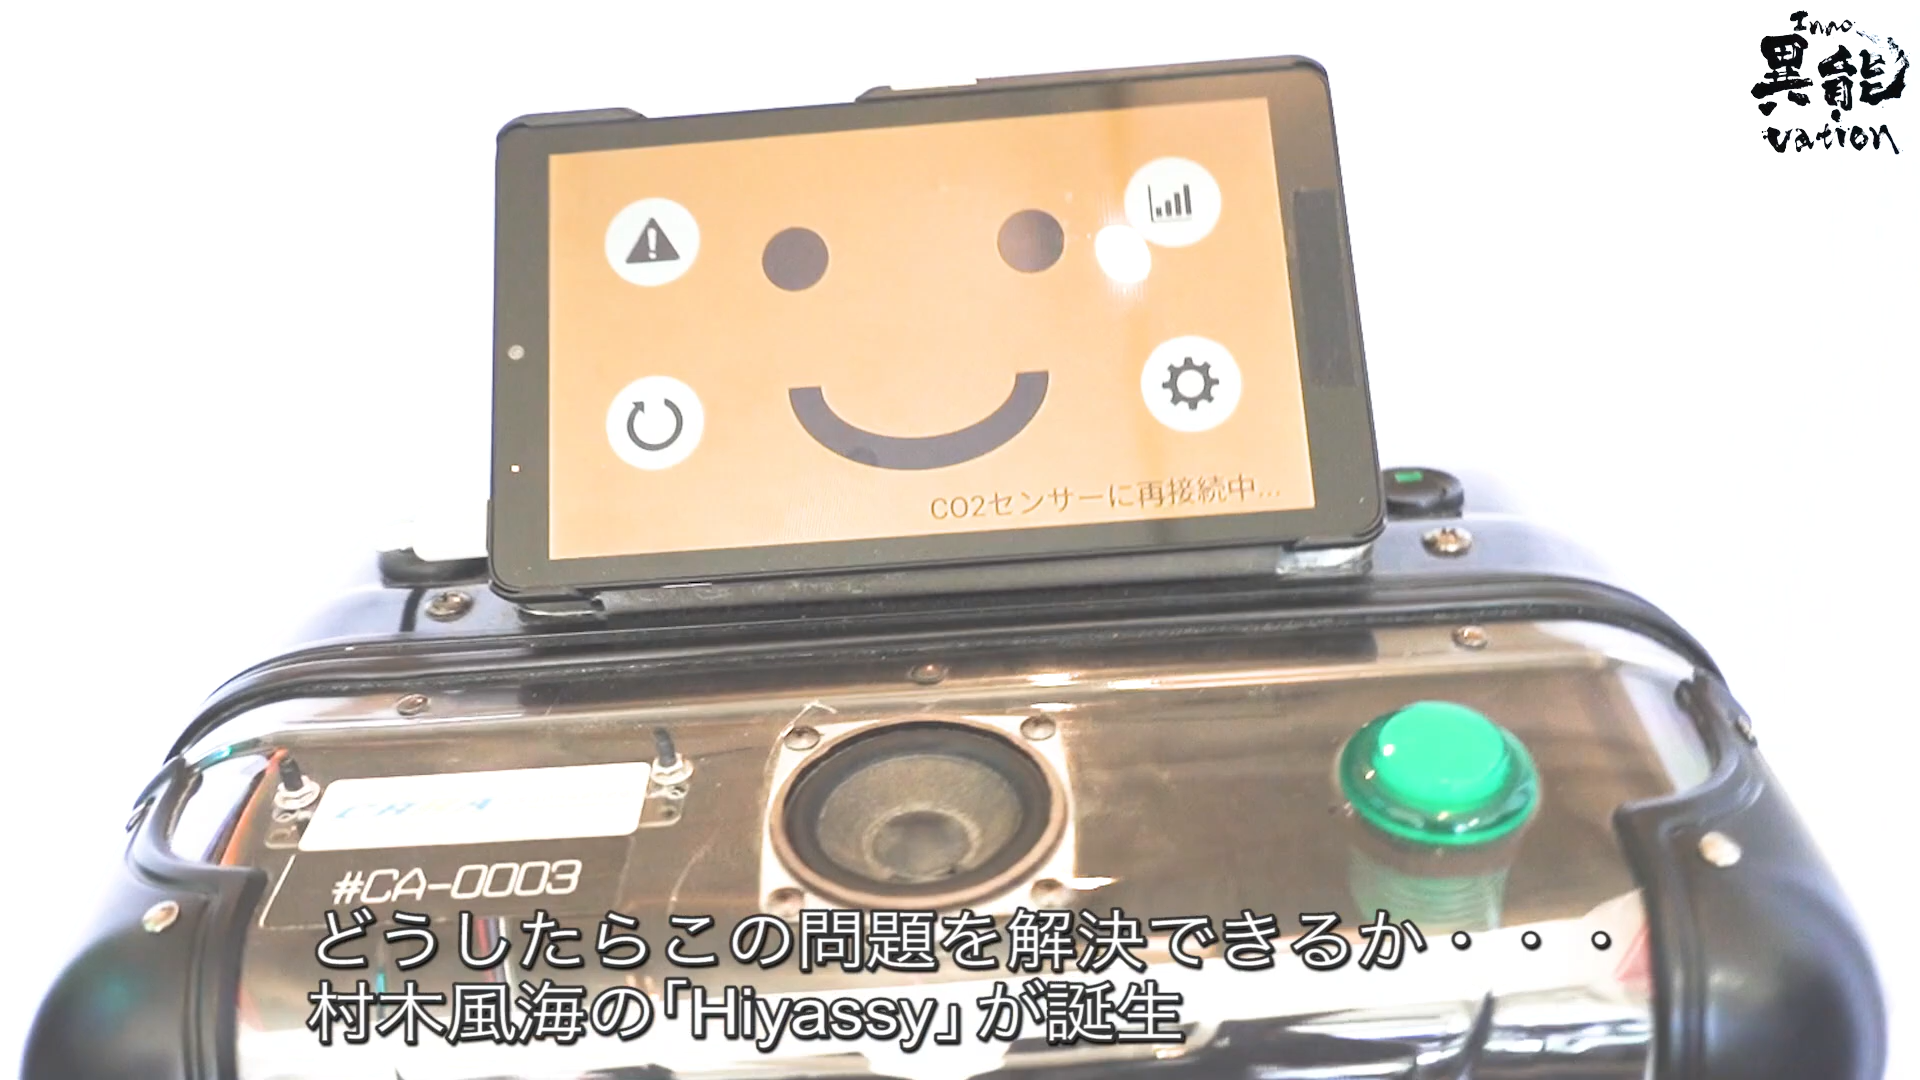 Inno
異能
vation
CO2センサーに再接続中...
#CA-0003
どうしたらこの問題を解決できるか・・・
村木風海の「Hiyassy」が誕生